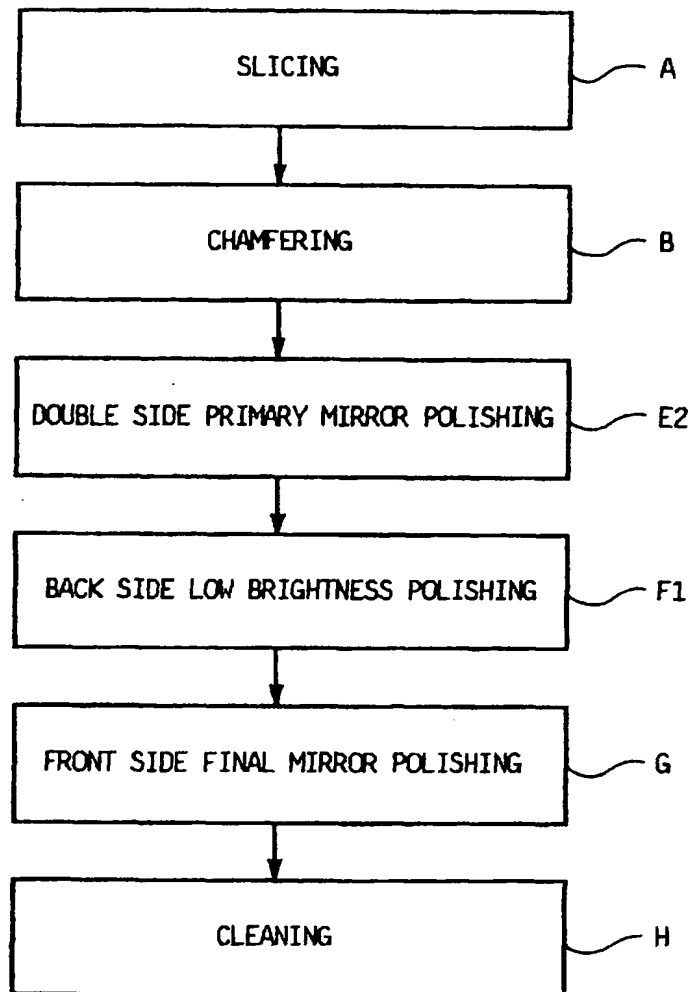 SLICING
A
CHAMFERING
B
DOUBLE SIDE PRIMARY MIRROR POLISHING
E2
BACK SIDE LOW BRIGHTNESS POLISHING
F1
FRONT SIDE FINAL MIRROR POLISHING
G
CLEANING
H